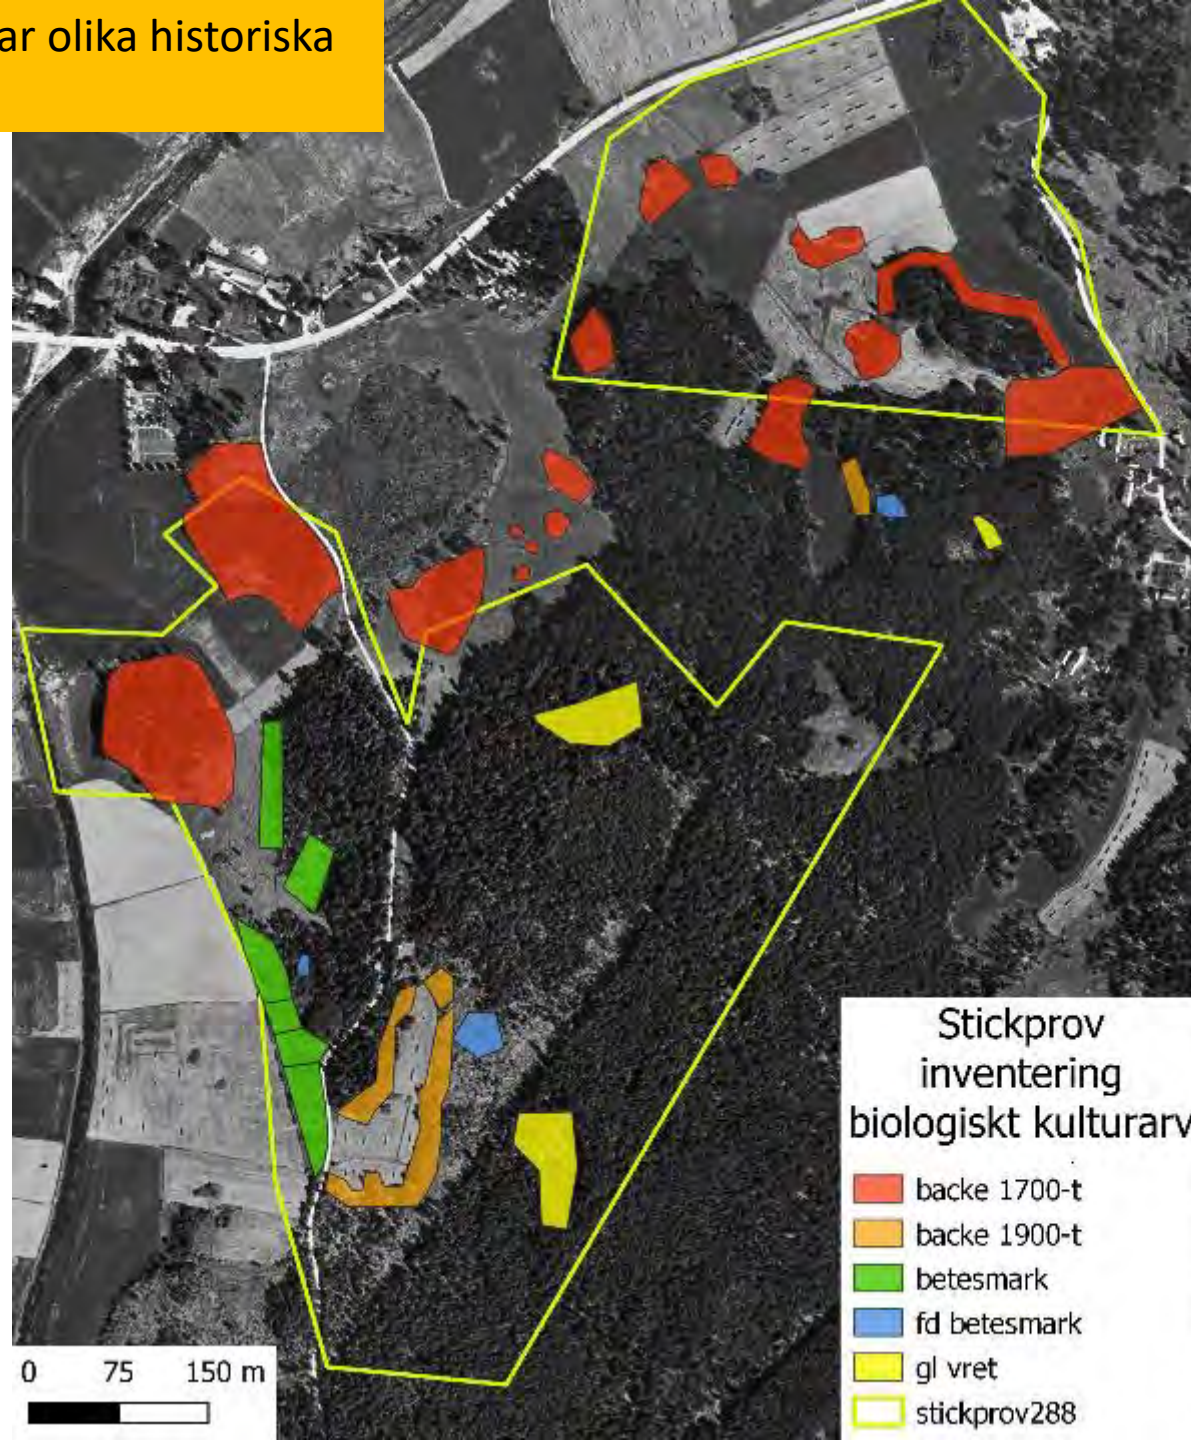 ar olika historiska
Stickprov
inventering
biologiskt kulturarv
backe 1700-t
backe 1900-t
betesmark
fd betesmark
gl vret
stickprov288
0 75 150 m